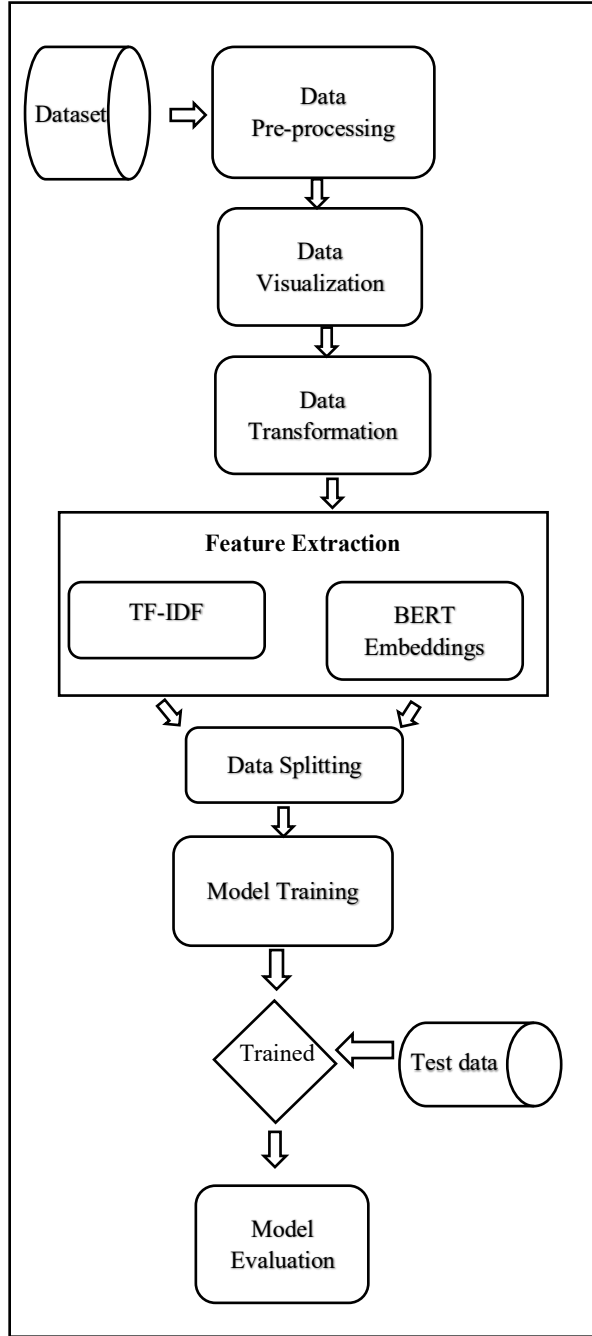 Dataset
Data
Pre-processing
Data
Visualization
Data
Transformation
Feature Extraction
TF-IDF
BERT
Embeddings
Data Splitting
Model Training
Trained
Test data
Model
Evaluation